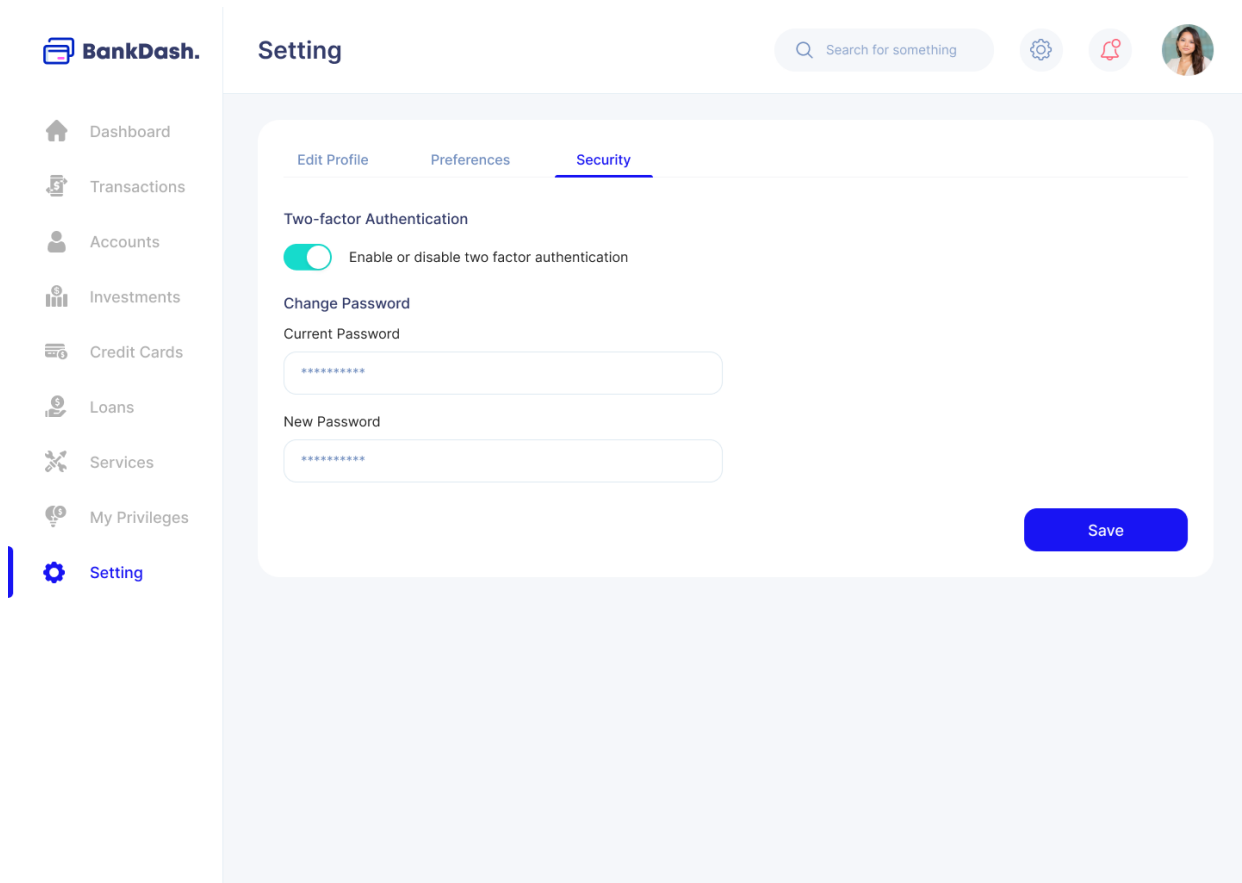 BankDash.
Setting
Search for something
Dashboard
Transactions
Accounts
Investments
Credit Cards
Loans
Services
My Privileges
Setting
Edit Profile
Preferences
Security
Two-factor Authentication
Enable or disable two factor authentication
Change Password
Current Password
**********
New Password
**********
Save